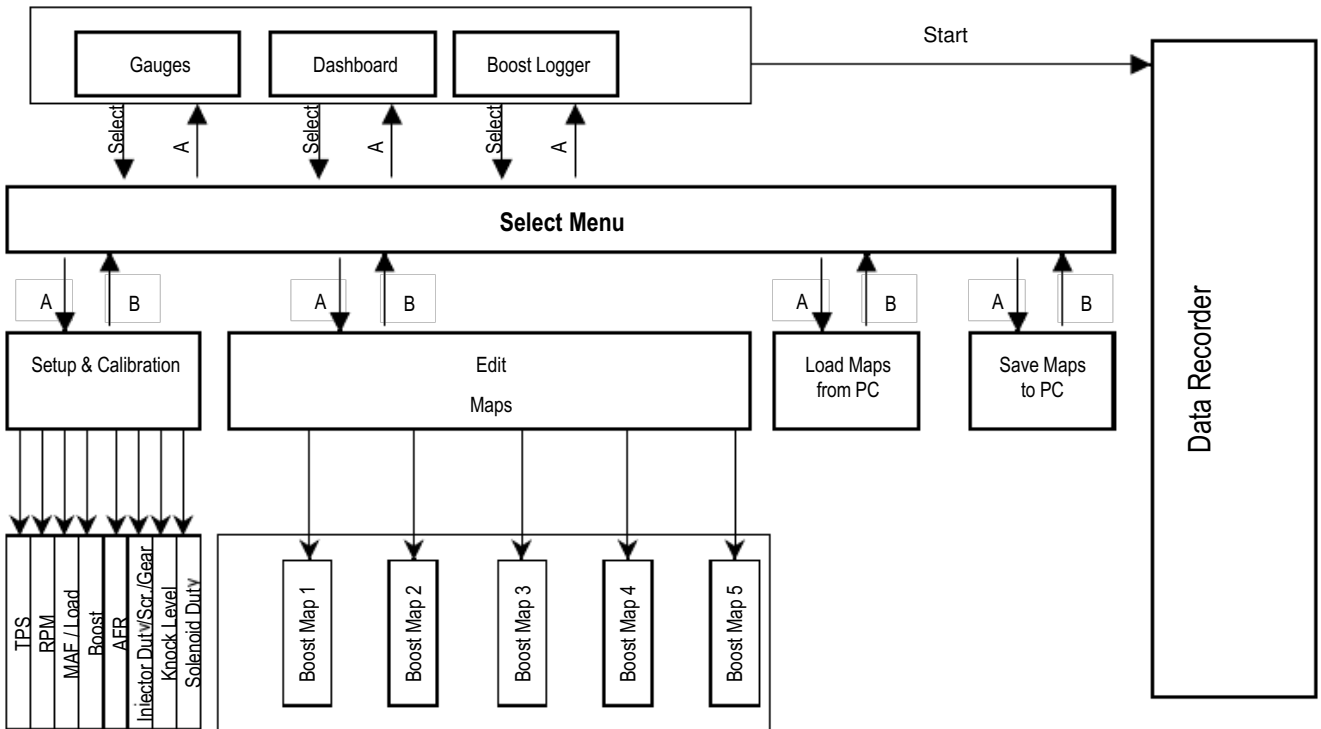 Start
Gauges
Dashboard
Boost Logger
Select
A
Select
A
Select
A
Select Menu
A
B
A
B
A
B
A
B
Setup & Calibration
Edit
Maps
Load Maps
from PC
Save Maps
to PC
Data Recorder
TPS
RPM
MAF / Load
Boost
AFR
Injector Duty/Scr./Gear
Knock Level
Solenoid Duty
Boost Map 1
Boost Map 2
Boost Map 3
Boost Map 4
Boost Map 5